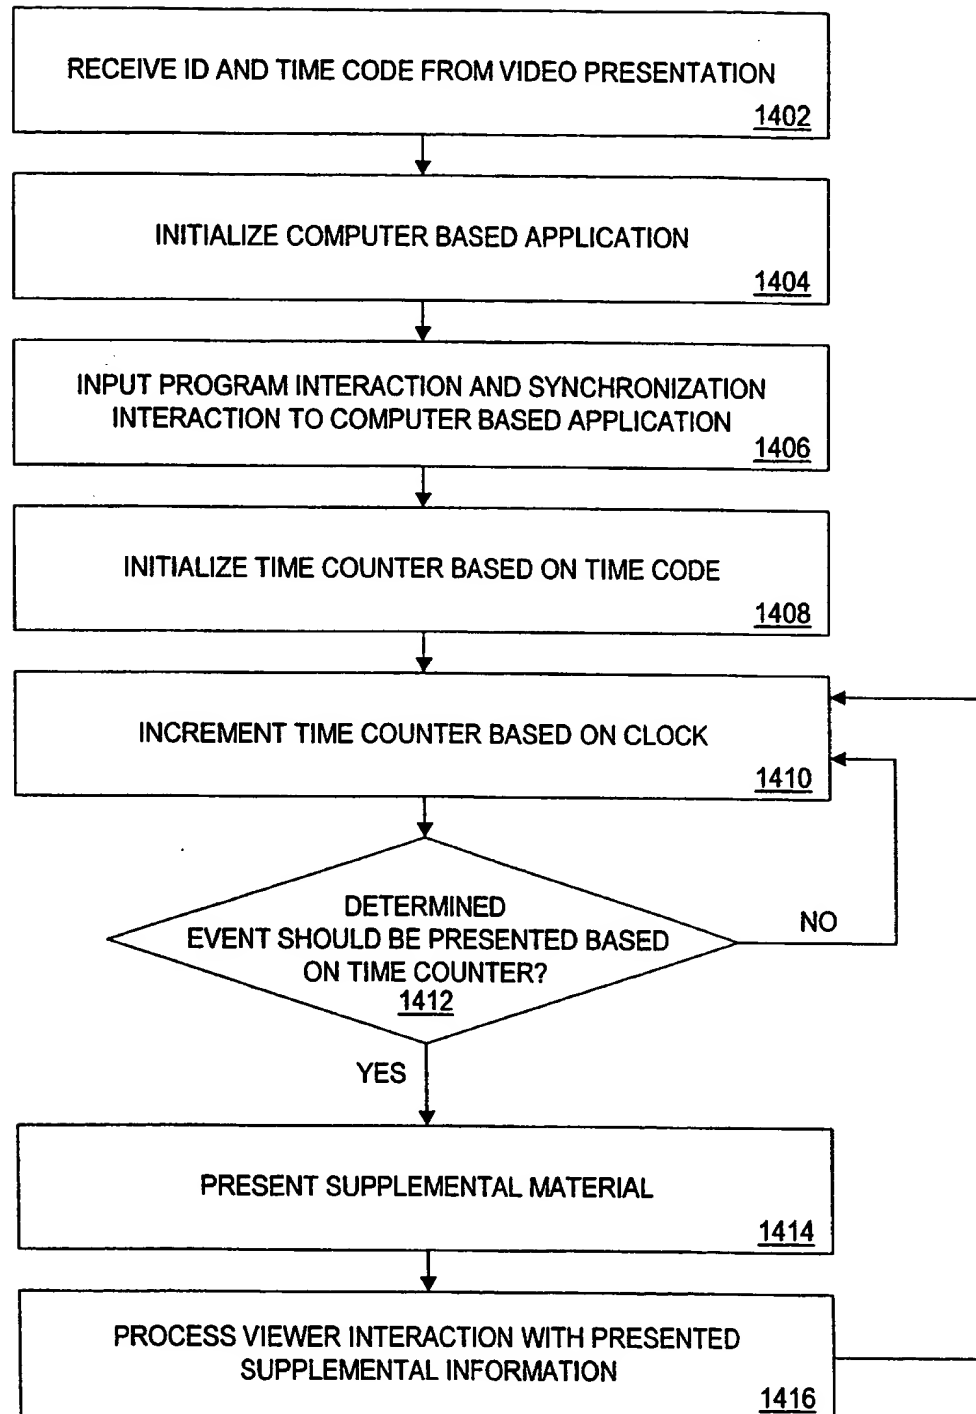 RECEIVE ID AND TIME CODE FROM VIDEO PRESENTATION
1402
INITIALIZE COMPUTER BASED APPLICATION
1404
INPUT PROGRAM INTERACTION AND SYNCHRONIZATION
INTERACTION TO COMPUTER BASED APPLICATION
1406
INITIALIZE TIME COUNTER BASED ON TIME CODE
1408
INCREMENT TIME COUNTER BASED ON CLOCK
1410
DETERMINED
EVENT SHOULD BE PRESENTED BASED
ON TIME COUNTER?
1412
NO
YES
PRESENT SUPPLEMENTAL MATERIAL
1414
PROCESS VIEWER INTERACTION WITH PRESENTED
SUPPLEMENTAL INFORMATION
1416